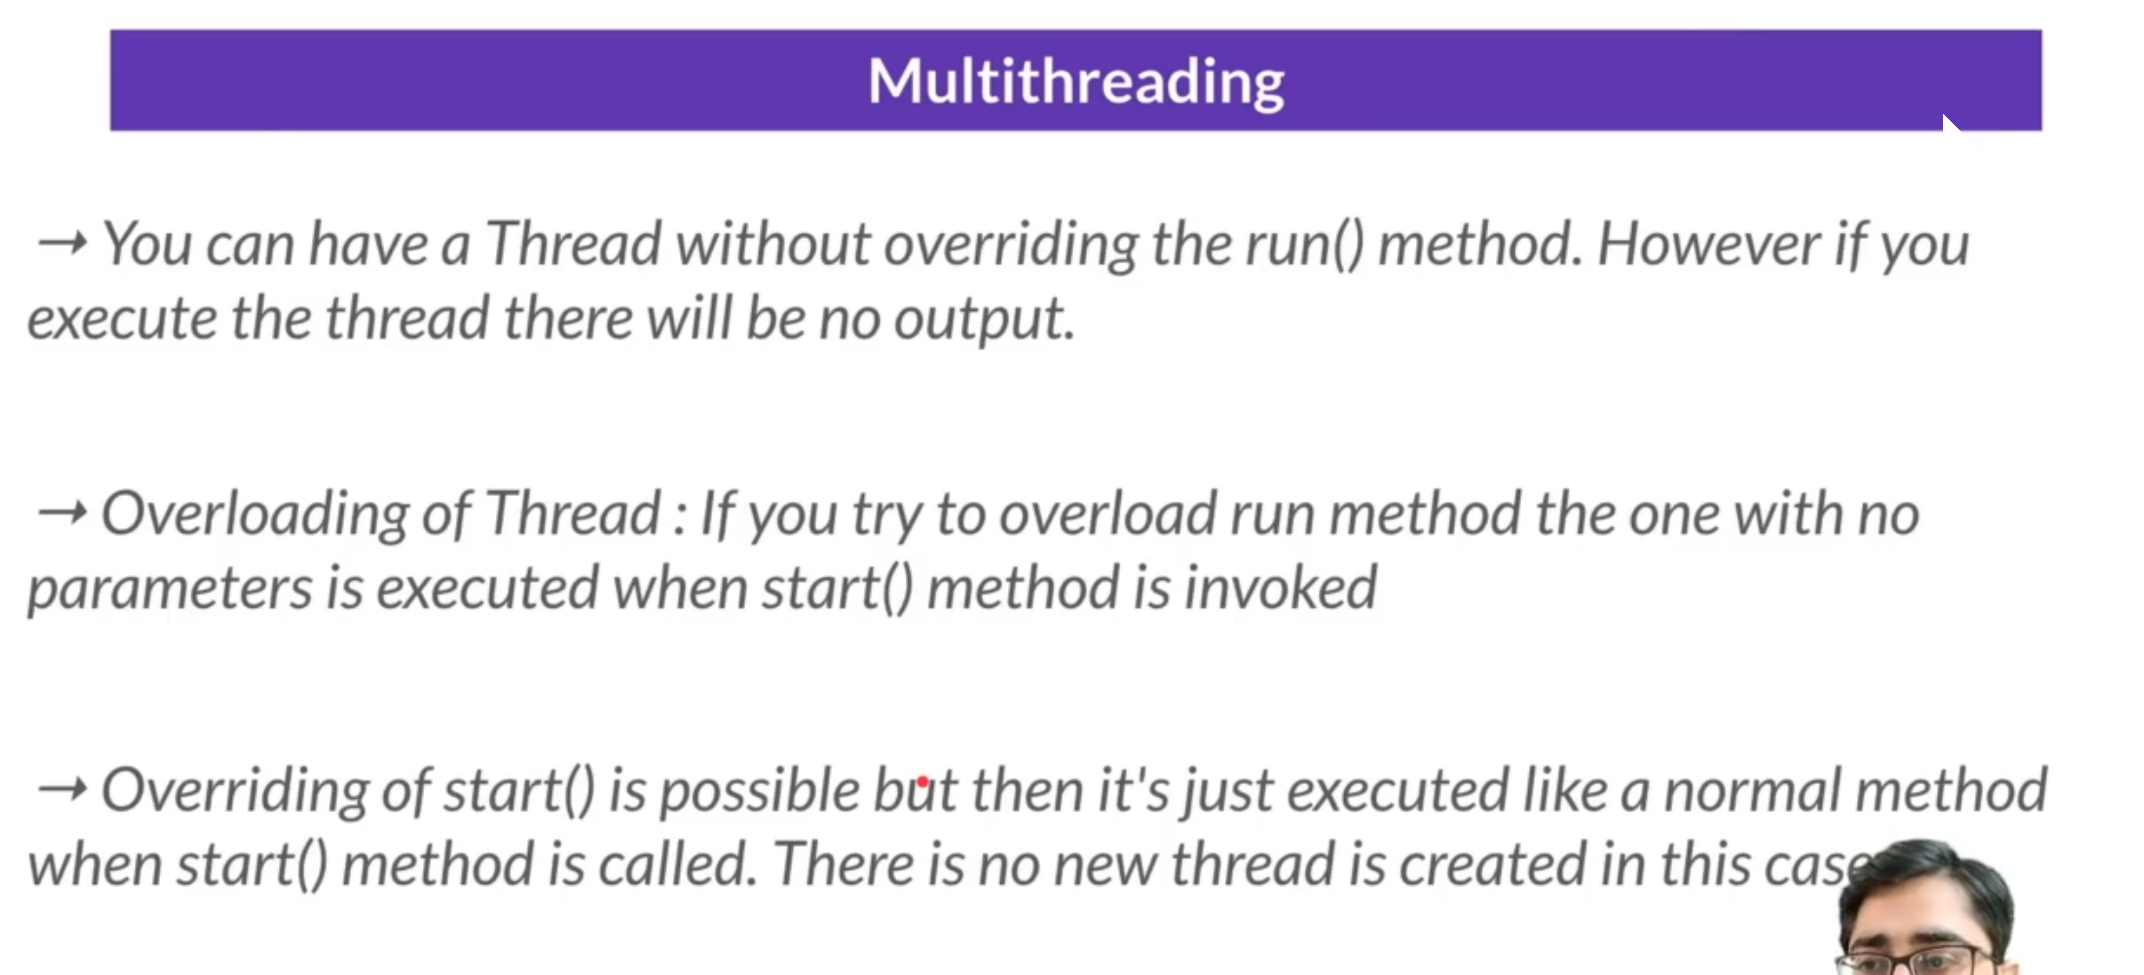 Multithreading
→ You can have a Thread without overriding the run() method. However if you
execute the thread there will be no output.
→ Overloading of Thread : If you try to overload run method the one with no
parameters is executed when start() method is invoked
→ Overriding of start() is possible but then it's just executed like a normal method
when start() method is called. There is no new thread is created in this case